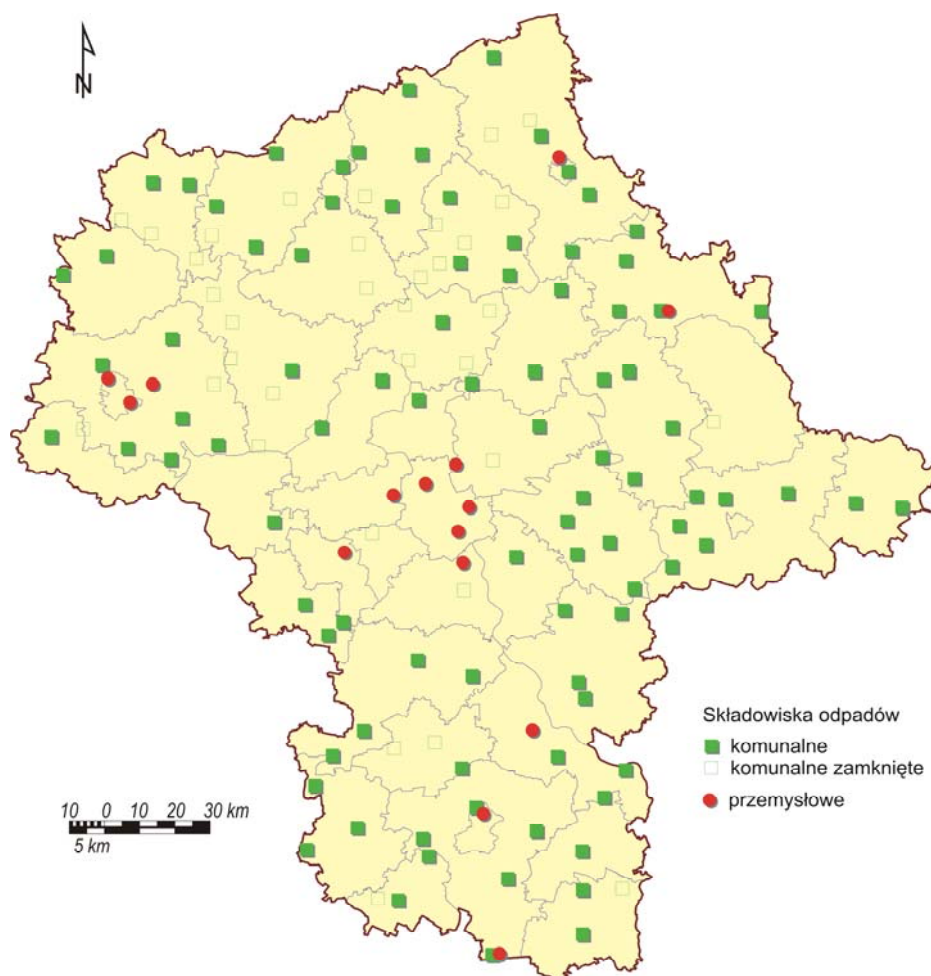 N
Składowiska odpadów
komunalne
komunalne zamknięte
przemysłowe
10 0 10 20 30 km
5 km